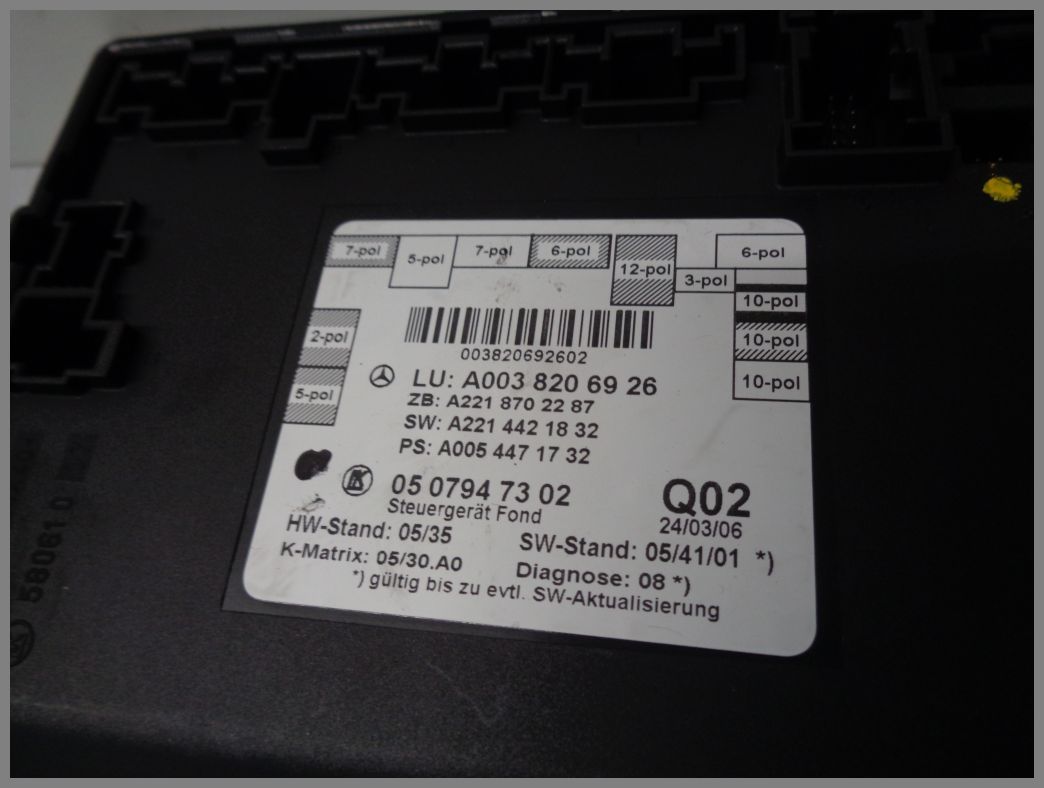 7-pol 5-pol 7-pol 6-pol 12-pol 3-pol 6-pol
10-pol
10-pol
10-pol
2-pol
5-pol
003820692602
LU: A003 820 69 26
ZB: A221 870 22 87
SW: A221 442 18 32
PS: A005 447 17 32
K
05 0794 73 02
Steuergerät Fond
Q02
24/03/06
HW-Stand: 05/35
SW-Stand: 05/41/01 *)
K-Matrix: 05/30.A0
Diagnose: 08 *)
*) gültig bis zu evtl. SW-Aktualisierung
580610